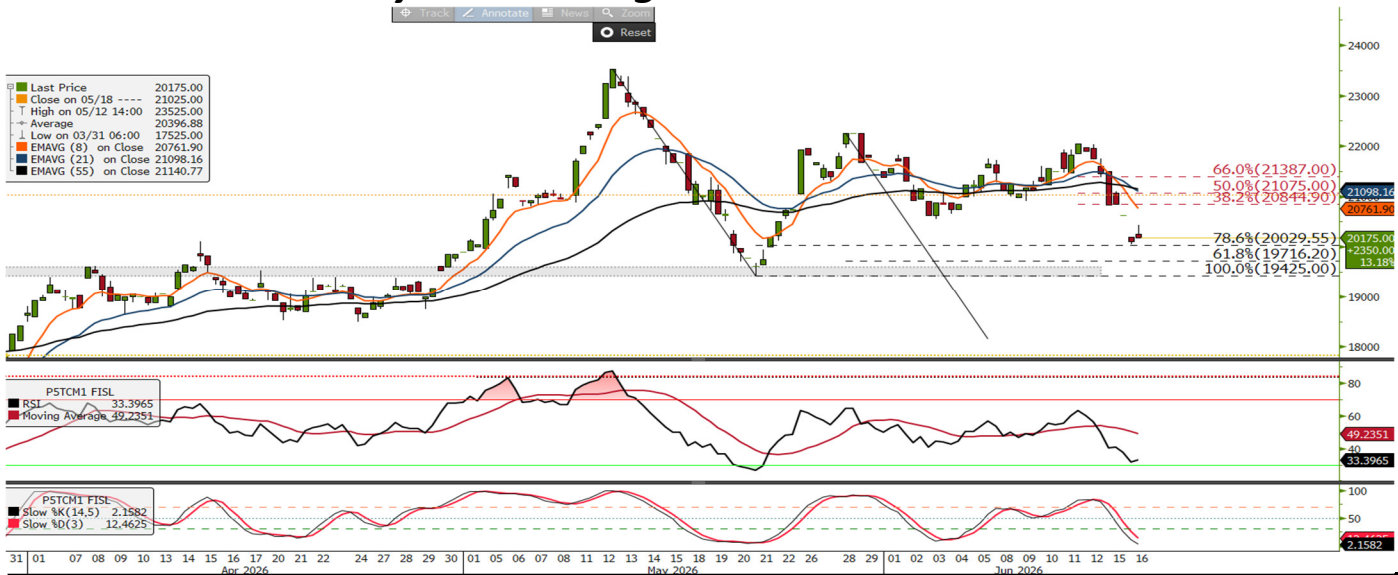 Track Annotate News Zoom
Reset
Last Price 20175.00
Close on 05/18 ---- 21025.00
High on 05/12 14:00 23525.00
Average 20396.88
Low on 03/31 06:00 17525.00
EMAVG (8) on Close 20761.90
EMAVG (21) on Close 21098.16
EMAVG (55) on Close 21140.77
24000
23000
22000
66.0%(21387.00)
50.0%(21075.00)
38.2%(20844.90)
21098.16
20761.90
78.6%(20029.55)
61.8%(19716.20)
100.0%(19425.00)
20175.00
+2350.00
13.18%
19000
18000
P5TCM1 FISL
RSI 33.3965
Moving Average 49.2351
80
60
49.2351
40
33.3965
P5TCM1 FISL
Slow %K(14,5) 2.1582
Slow %D(3) 12.4625
100
50
2.1582
31 01 07 08 09 10 13 14 15 16 17 20 21 22 24 27 28 29 30 01 05 06 07 08 11 12 13 14 15 18 19 20 21 22 26 28 29 01 02 03 04 05 08 09 10 11 12 15 16
Apr 2026 May 2026 Jun 2026